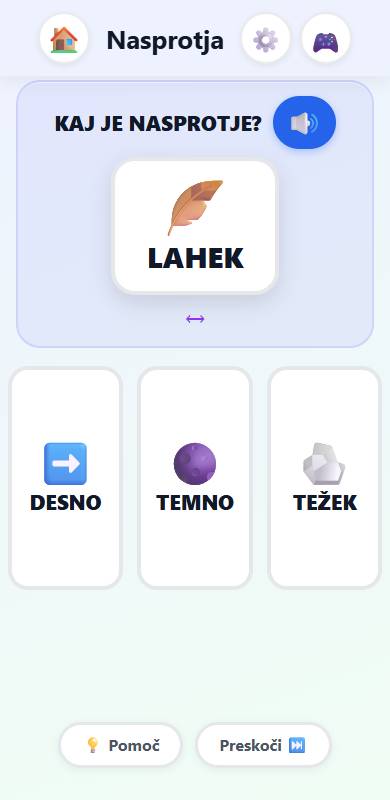 Nasprotja
KAJ JE NASPROTJE?
LAHEK
DESNO
TEMNO
TEŽEK
Pomoč
Preskoči